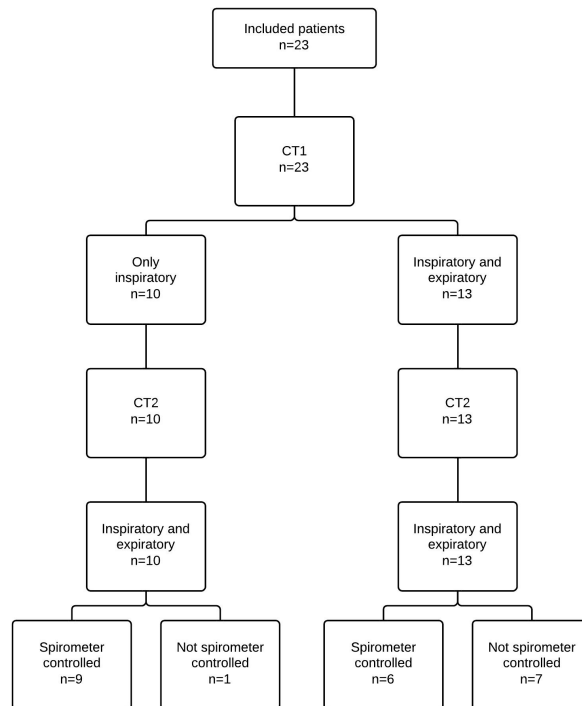 Included patients
n=23
CT1
n=23
Only
inspiratory
n=10
Inspiratory and
expiratory
n=13
CT2
n=10
CT2
n=13
Inspiratory and
expiratory
n=10
Inspiratory and
expiratory
n=13
Spirometer
controlled
n=9
Not spirometer
controlled
n=1
Spirometer
controlled
n=6
Not spirometer
controlled
n=7